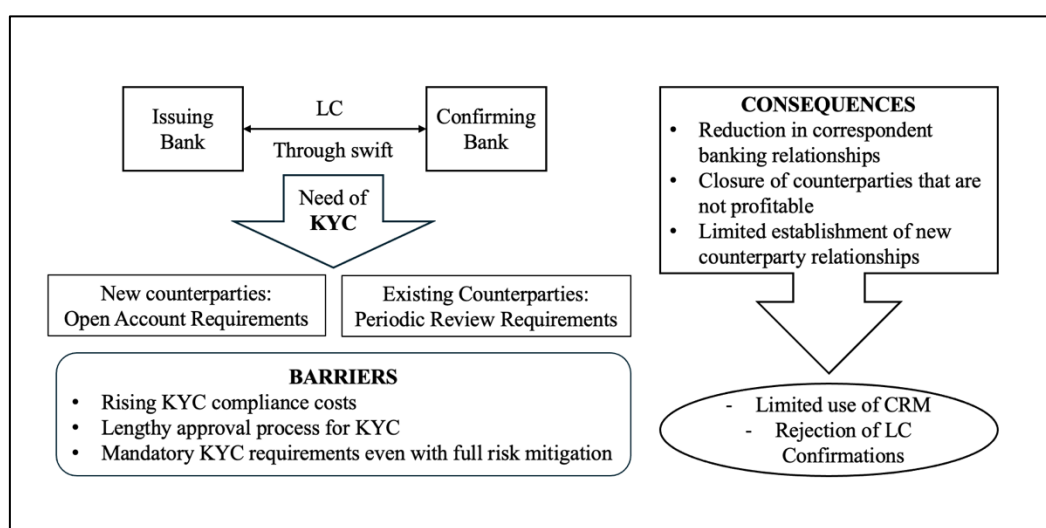 Issuing
Bank
LC
Through swift
Confirming
Bank
Need of
KYC
New counterparties:
Open Account Requirements
Existing Counterparties:
Periodic Review Requirements
BARRIERS
• Rising KYC compliance costs
• Lengthy approval process for KYC
• Mandatory KYC requirements even with full risk mitigation
CONSEQUENCES
• Reduction in correspondent
banking relationships
• Closure of counterparties that are
not profitable
• Limited establishment of new
counterparty relationships
- Limited use of CRM
- Rejection of LC
Confirmations